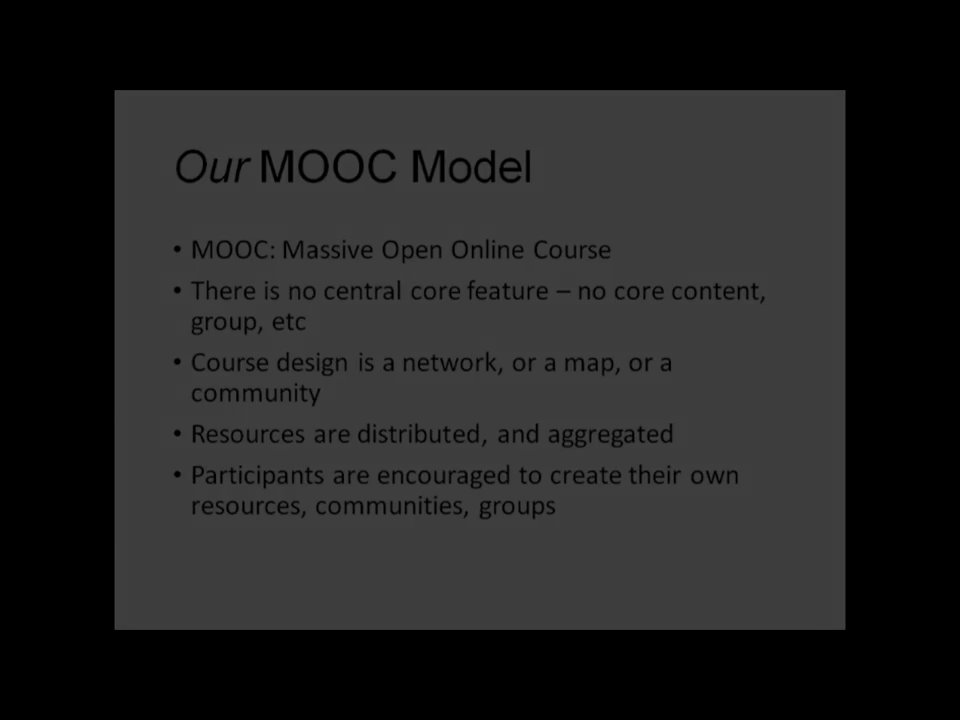 Our MOOC Model
• MOOC: Massive Open Online Course
• There is no central core feature – no core content,
group, etc
• Course design is a network, or a map, or a
community
• Resources are distributed, and aggregated
• Participants are encouraged to create their own
resources, communities, groups